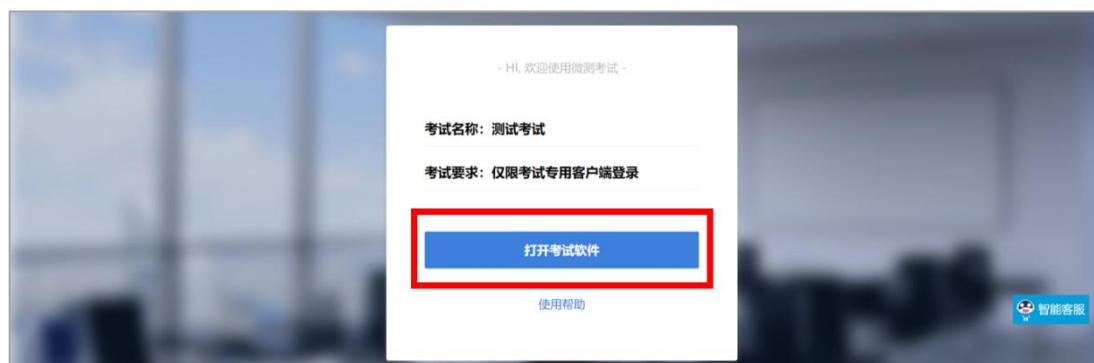 - HI, 欢迎使用微测考试 -
考试名称：测试考试
考试要求：仅限考试专用客户端登录
打开考试软件
使用帮助
智能客服